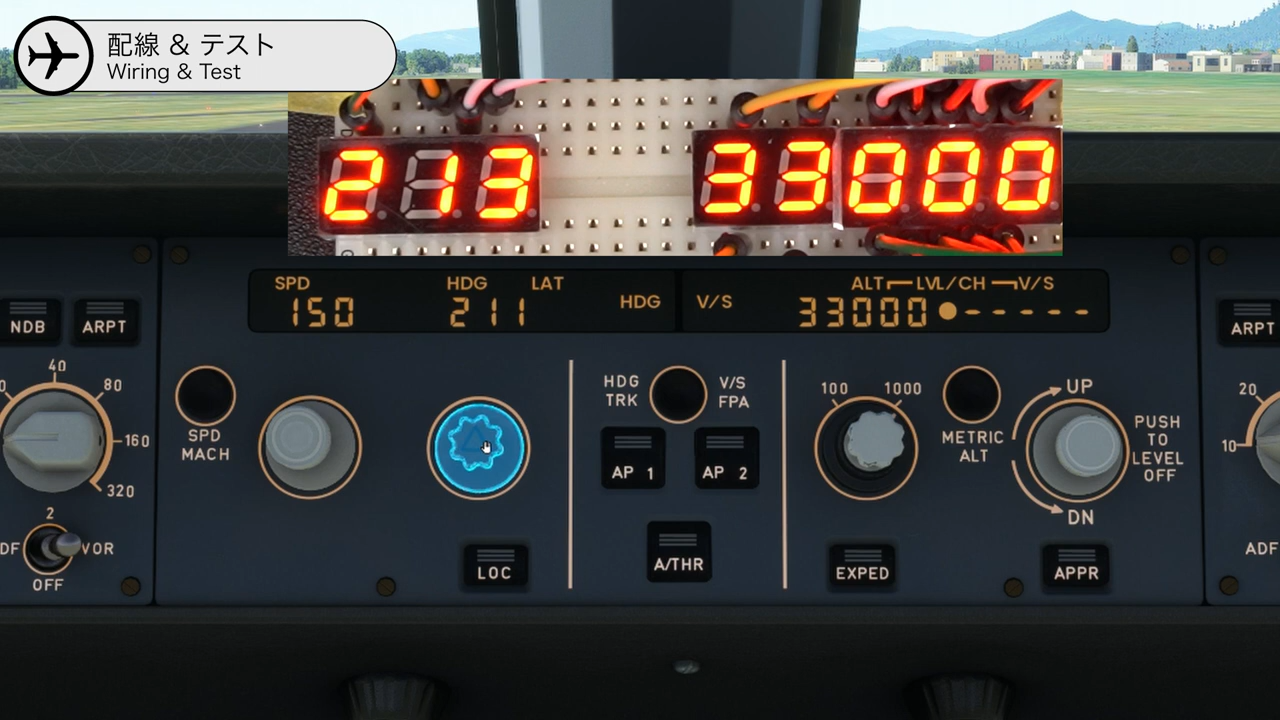 配線 & テスト
Wiring & Test
213
33000
SPD
HDG
LAT
150
211
HDG
V/S
ALT
LVL/CH
V/S
33000
-----
NDB
ARPT
40
80
160
320
2
VOR
OFF
SPD
MACH
LOC
HDG
TRK
V/S
FPA
AP 1
AP 2
A/THR
100
1000
METRIC
ALT
EXPED
UP
DN
PUSH
TO
LEVEL
OFF
APPR
ARPT
20
10
ADF